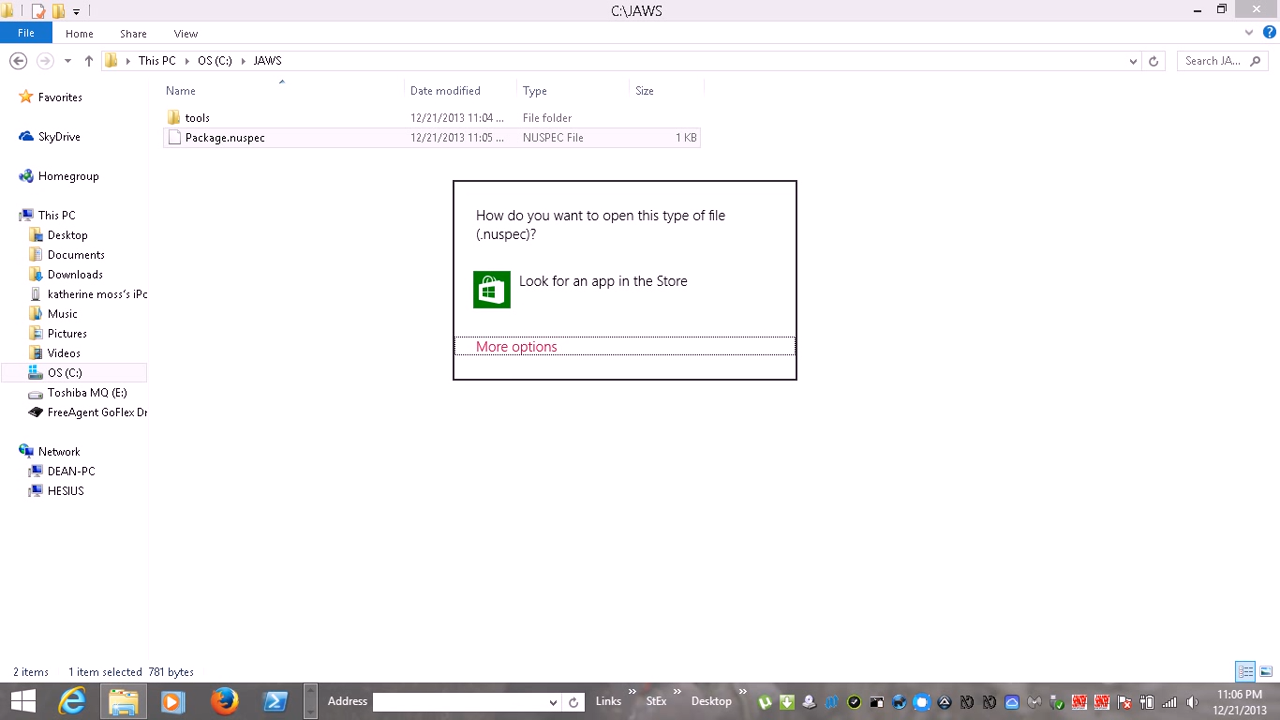 C:\JAWS
File Home Share View
This PC OS (C:) JAWS
Search JA...
Name Date modified Type Size
tools 12/21/2013 11:04 ... File folder
Package.nuspec 12/21/2013 11:05 ... NUSPEC File 1 KB
Favorites
SkyDrive
Homegroup
This PC
Desktop
Documents
Downloads
katherine moss's iPo
Music
Pictures
Videos
OS (C:)
Toshiba MQ (E:)
FreeAgent GoFlex Dr
Network
DEAN-PC
HESIUS
How do you want to open this type of file
(.nuspec)?
Look for an app in the Store
More options
2 items 1 item selected 781 bytes
Address Links StEx Desktop
11:06 PM
12/21/2013